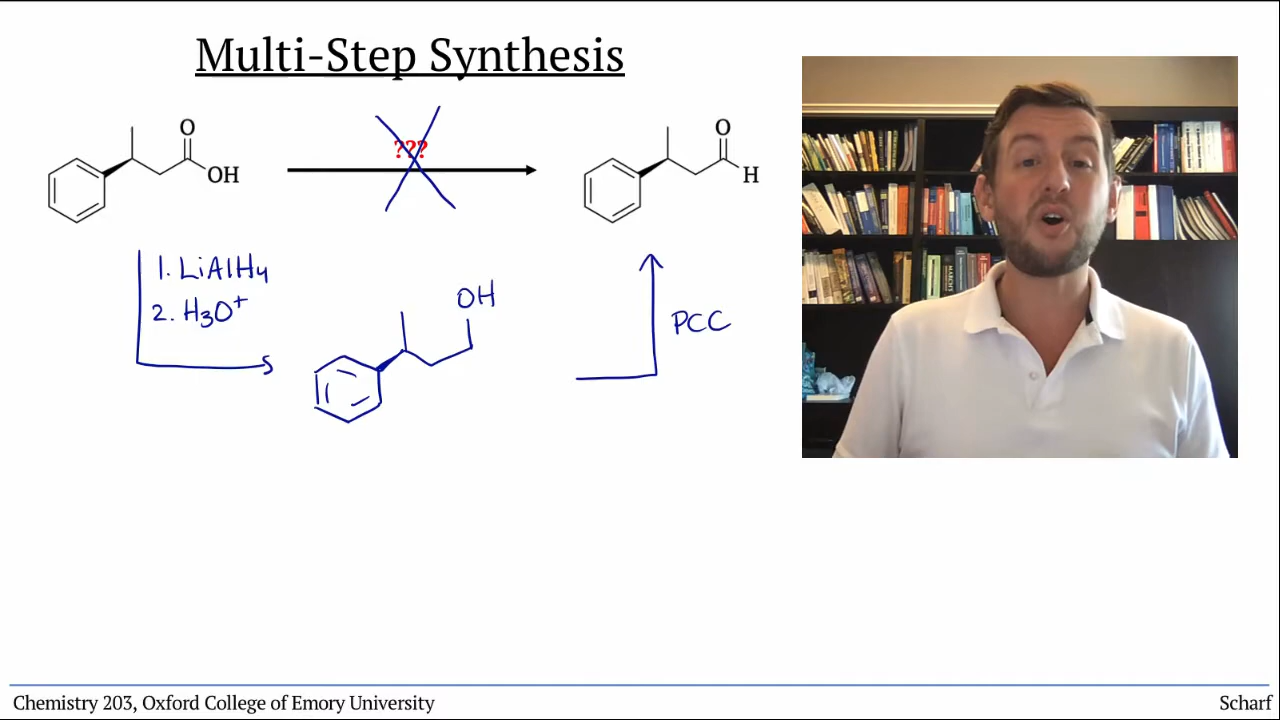 Multi-Step Synthesis
O
OH
???
O
H
1. LiAlH4
2. H3O+
OH
PCC
Chemistry 203, Oxford College of Emory University
Scharf